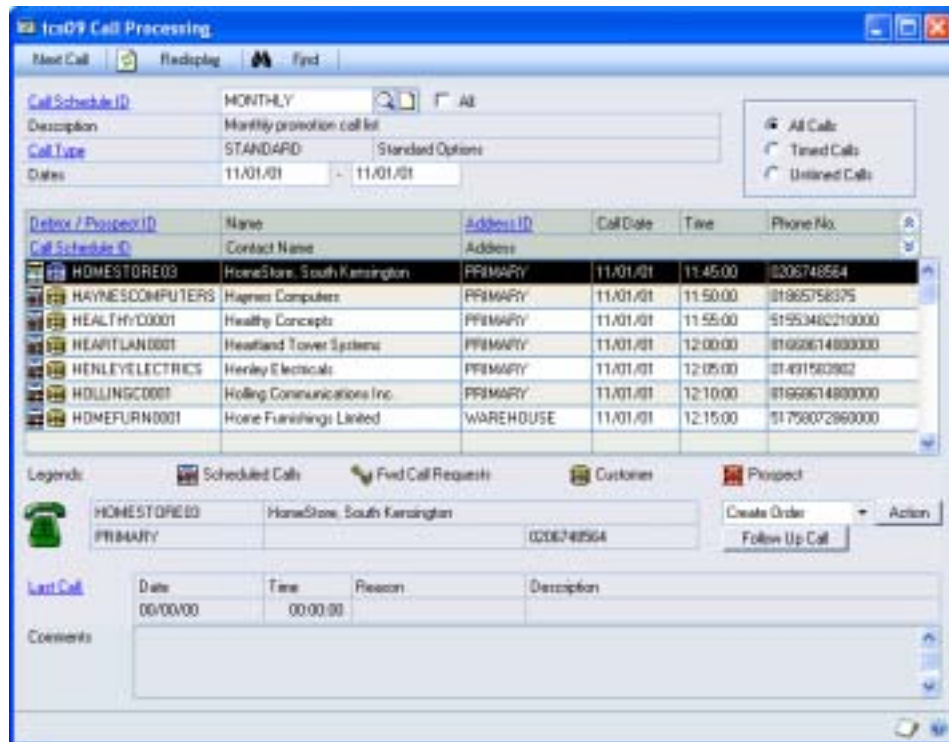 tcs09 Call Processing
Next Call Redisplay Find
Call Schedule ID MONTHLY All
Description Monthly promotion call list
Call Type STANDARD Standard Options
Dates 11/01/01 - 11/01/01
All Calls
Timed Calls
Untimed Calls
Debtor / Prospect ID Name Address ID Call Date Time Phone No.
Call Schedule ID Contact Name Address
HOMESTORE03 HomeStore, South Kensington PRIMARY 11/01/01 11:45:00 0206748564
HAYNESCOMPUTERS Haynes Computers PRIMARY 11/01/01 11:50:00 01865758375
HEALTHYC0001 Healthy Concepts PRIMARY 11/01/01 11:55:00 51553482210000
HEARTLAN0001 Heartland Tower Systems PRIMARY 11/01/01 12:00:00
HENLEYELECTRICS Henley Electricals PRIMARY 11/01/01 12:05:00 01491503902
HOLLINGC0001 Holling Communications Inc. PRIMARY 11/01/01 12:10:00
HOMEFURN0001 Home Furnishings Limited WAREHOUSE 11/01/01 12:15:00 51758072860000
Legends: Scheduled Calls Fwd Call Requests Customer Prospect
HOMESTORE03 HomeStore, South Kensington Create Order Action
PRIMARY 0206748564 Follow Up Call
Last Call Date Time Reason Description
00/00/00 00:00:00
Comments